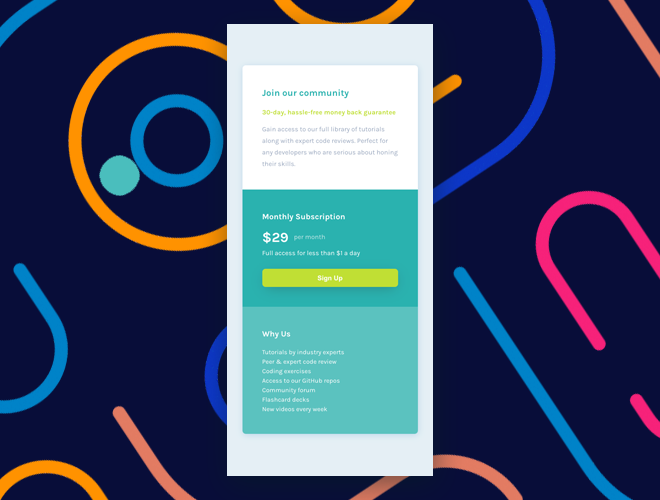 Join our community
30-day, hassle-free money back guarantee
Gain access to our full library of tutorials
along with expert code reviews. Perfect for
any developers who are serious about honing
their skills.
Monthly Subscription
$29 per month
Full access for less than $1 a day
Sign Up
Why Us
Tutorials by industry experts
Peer & expert code review
Coding exercises
Access to our GitHub repos
Community forum
Flashcard decks
New videos every week